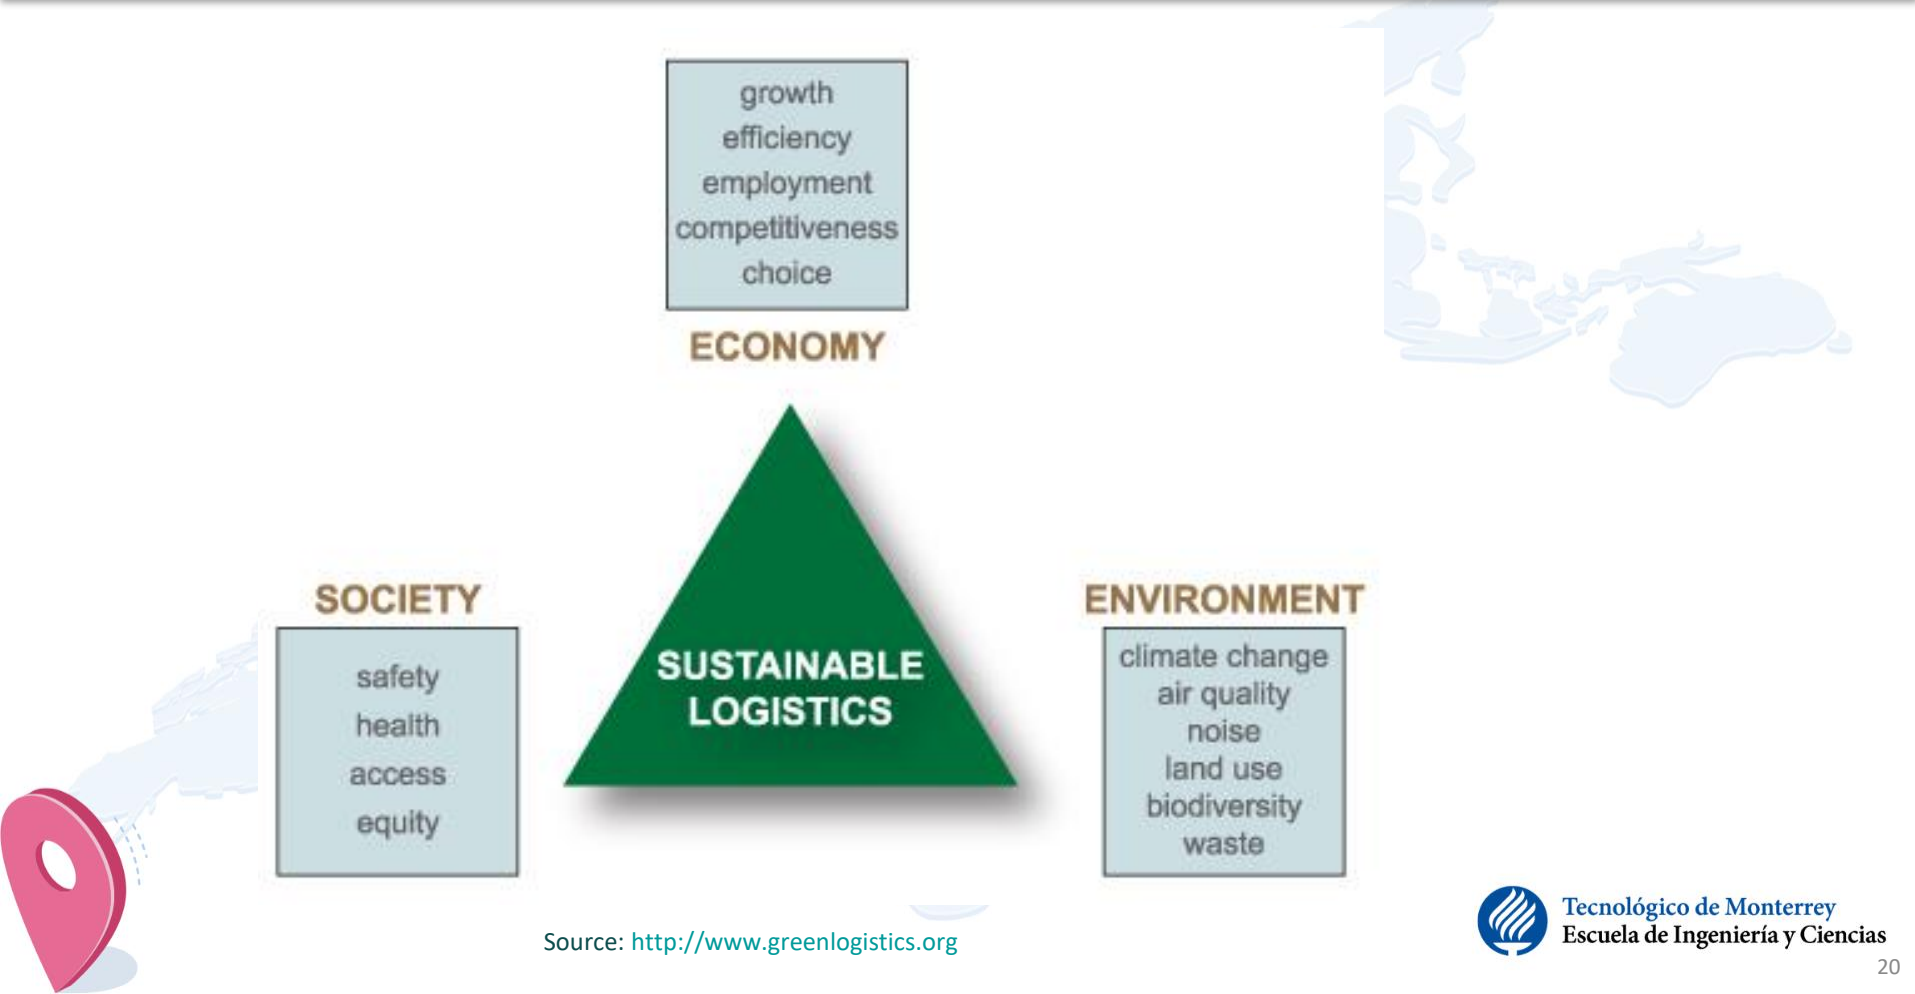 growth
efficiency
employment
competitiveness
choice
ECONOMY
SOCIETY
safety
health
access
equity
SUSTAINABLE
LOGISTICS
ENVIRONMENT
climate change
air quality
noise
land use
biodiversity
waste
Source: http://www.greenlogistics.org
Tecnológico de Monterrey
Escuela de Ingeniería y Ciencias
20